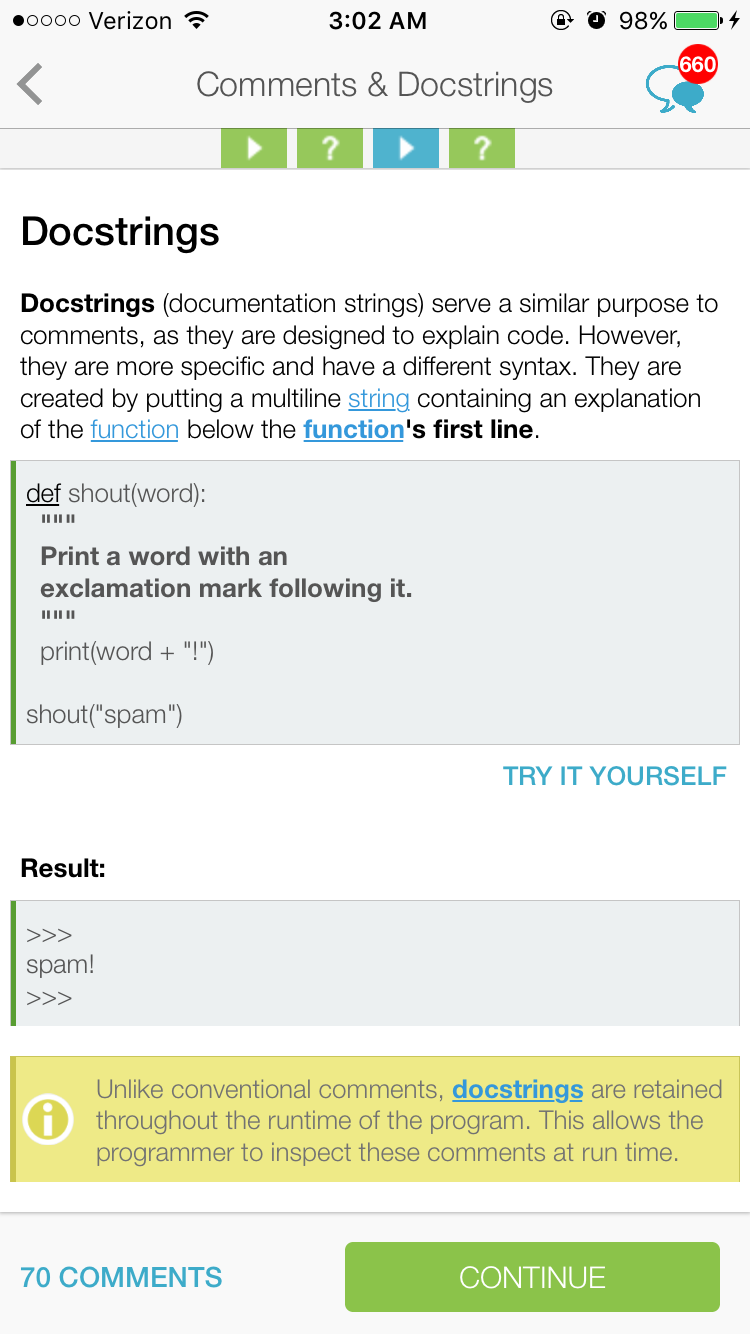 Verizon 3:02 AM 98%
Comments & Docstrings 660
? ?
Docstrings
Docstrings (documentation strings) serve a similar purpose to
comments, as they are designed to explain code. However,
they are more specific and have a different syntax. They are
created by putting a multiline string containing an explanation
of the function below the function's first line.
def shout(word):
"""
Print a word with an
exclamation mark following it.
"""
print(word + "!")
shout("spam")
TRY IT YOURSELF
Result:
>>>
spam!
>>>
Unlike conventional comments, docstrings are retained
throughout the runtime of the program. This allows the
programmer to inspect these comments at run time.
70 COMMENTS CONTINUE